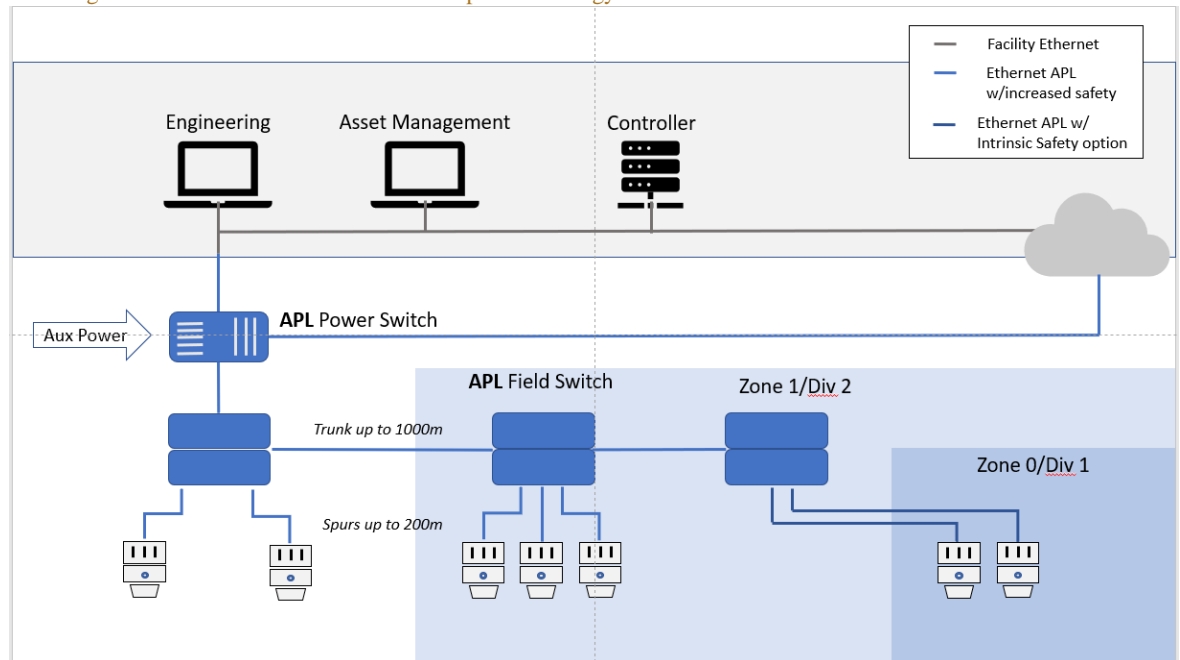 Facility Ethernet
Ethernet APL
w/increased safety
Ethernet APL w/
Intrinsic Safety option
Engineering
Asset Management
Controller
APL Power Switch
Aux Power
APL Field Switch
Zone 1/Div 2
Trunk up to 1000m
Zone 0/Div 1
Spurs up to 200m